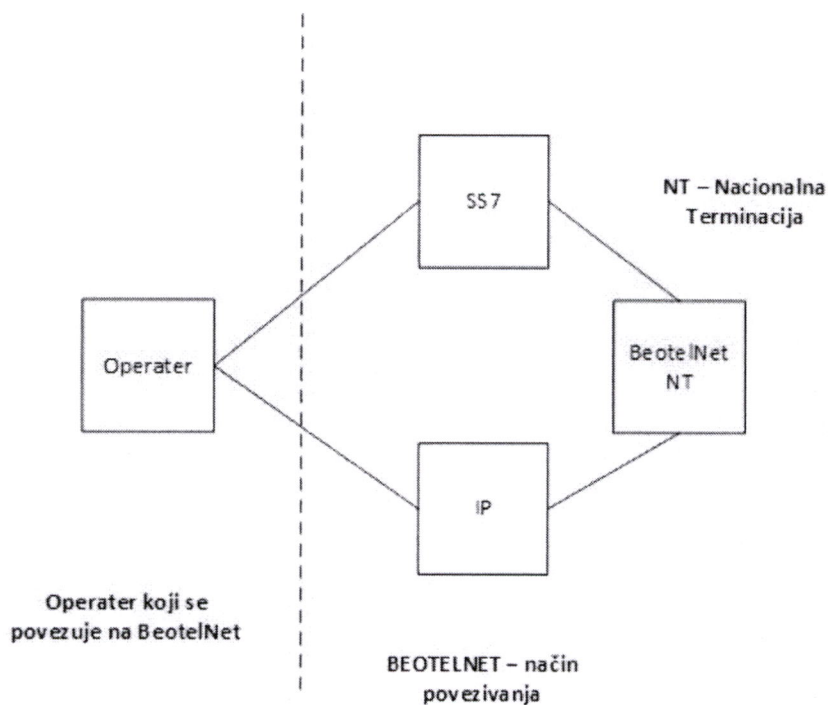 SS7
NT – Nacionalna
Terminacija
Operater
BeotelNet
NT
IP
Operater koji se
povezuje na BeotelNet
BEOTELNET – način
povezivanja